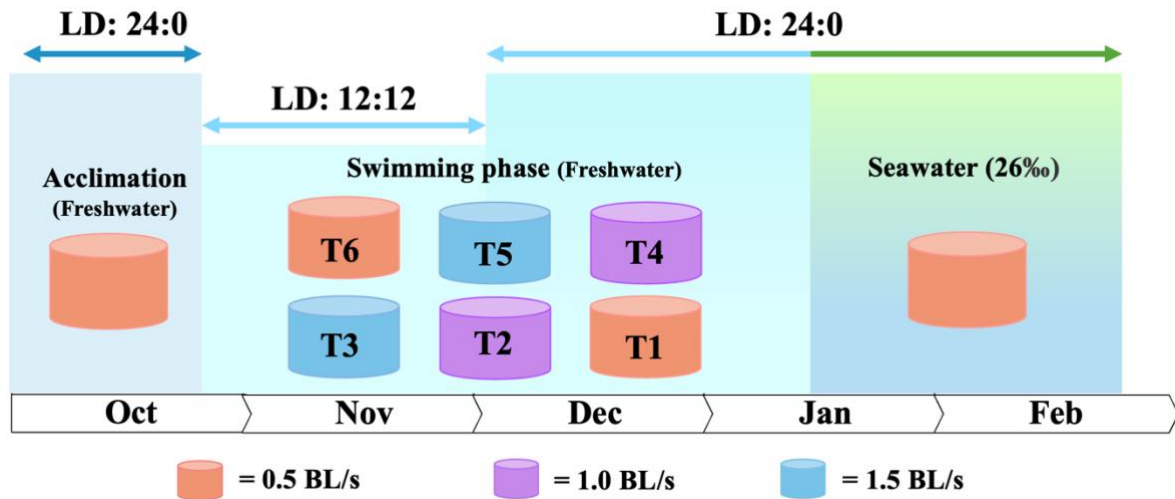 LD: 24:0
LD: 24:0
LD: 12:12
Acclimation
(Freshwater)
Swimming phase (Freshwater)
Seawater (26‰)
T6
T5
T4
T3
T2
T1
Oct
Nov
Dec
Jan
Feb
= 0.5 BL/s
= 1.0 BL/s
= 1.5 BL/s